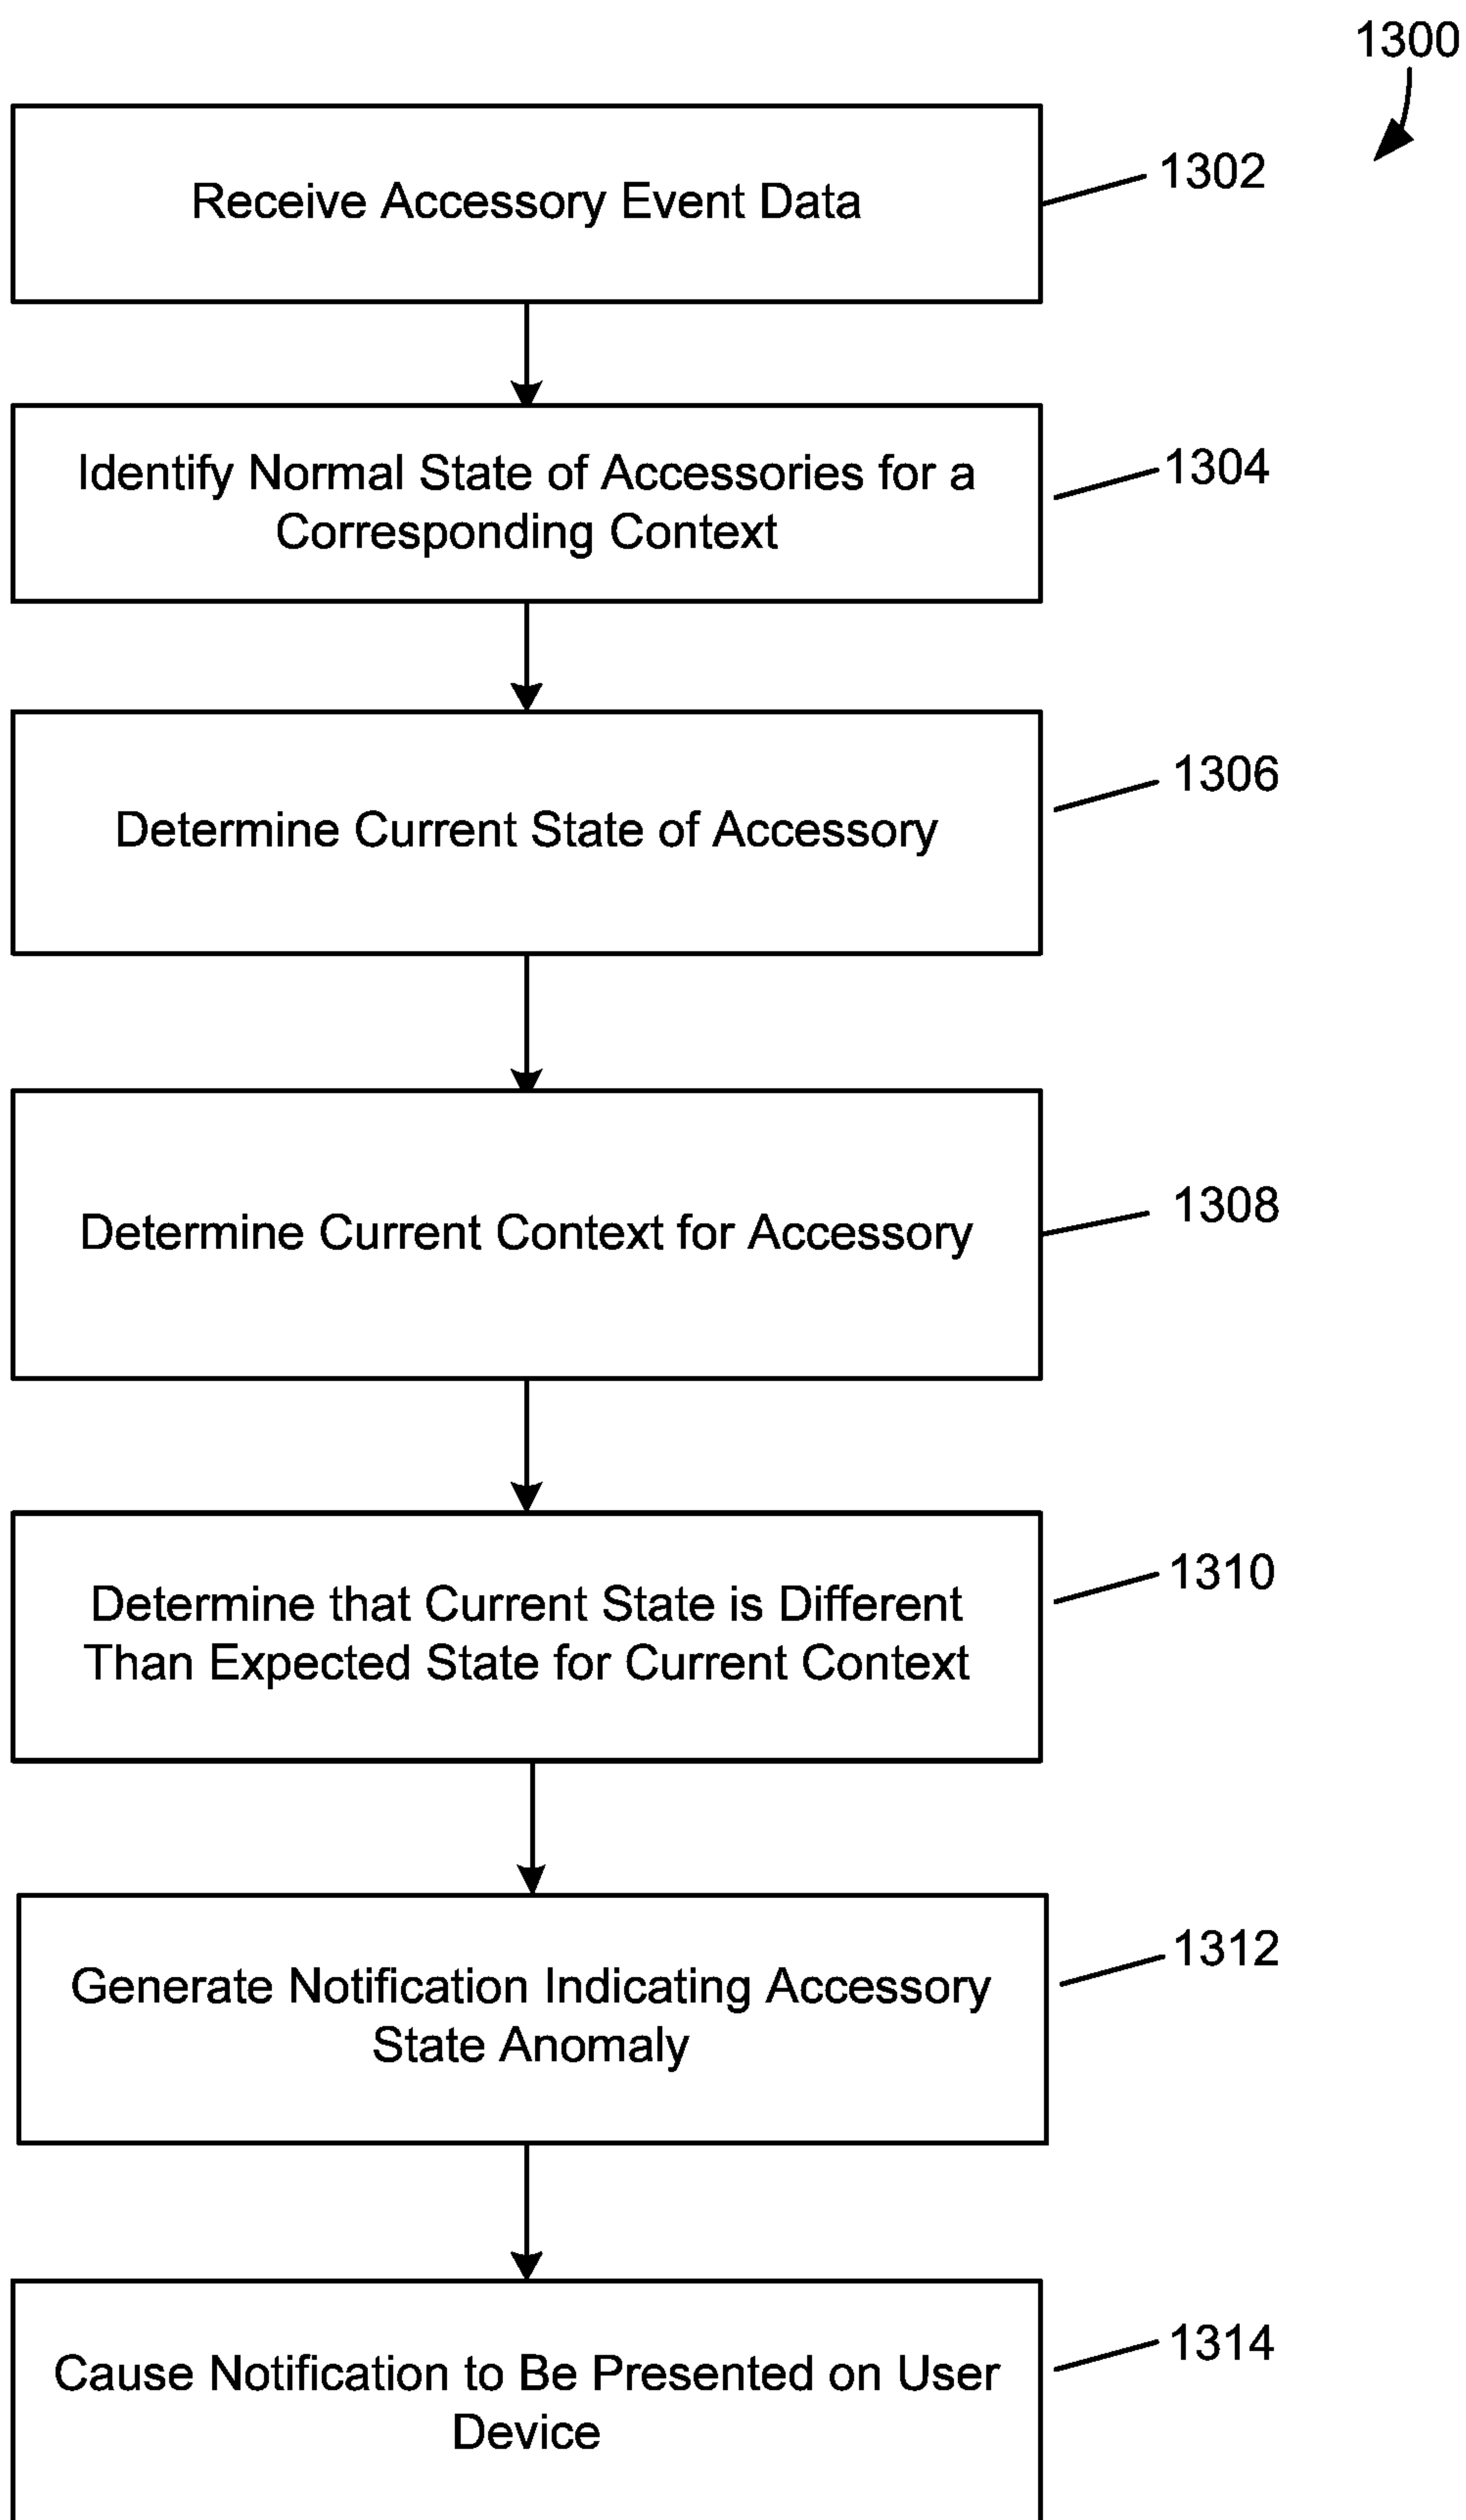 1300
Receive Accessory Event Data
1302
Identify Normal State of Accessories for a
Corresponding Context
1304
Determine Current State of Accessory
1306
Determine Current Context for Accessory
1308
Determine that Current State is Different
Than Expected State for Current Context
1310
Generate Notification Indicating Accessory
State Anomaly
1312
Cause Notification to Be Presented on User
Device
1314